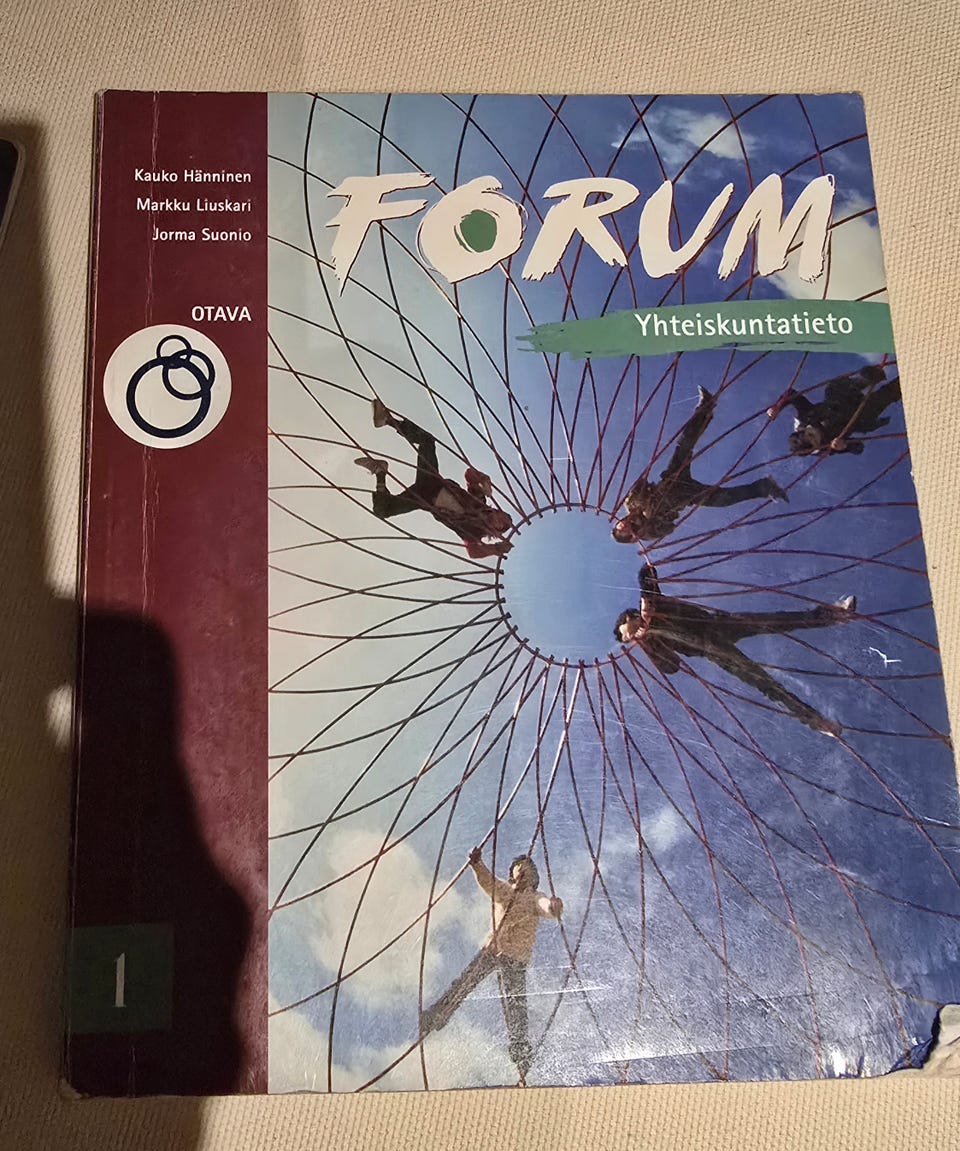 Kauko Hänninen
Markku Liuskari
Jorma Suonio
OTAVA
FORUM
Yhteiskuntatieto
1